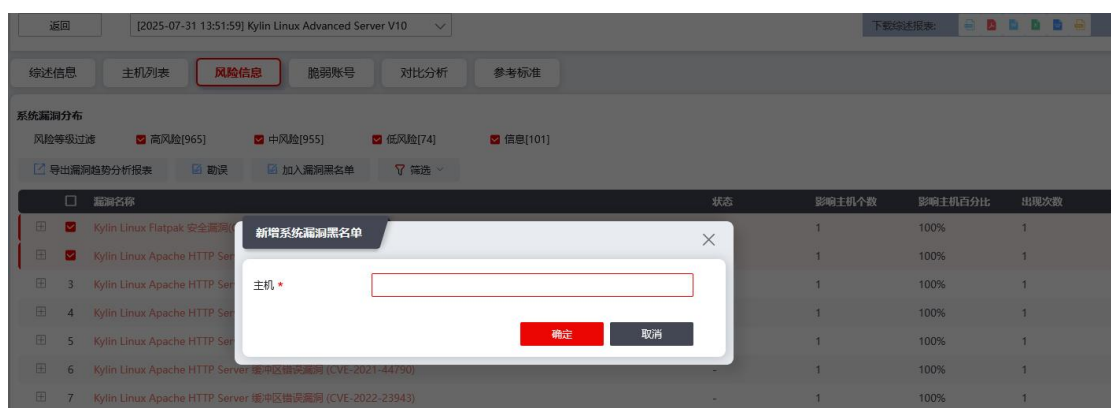 返回 [2025-07-31 13:51:59] Kylin Linux Advanced Server V10 下载综述报表:
综述信息 主机列表 风险信息 脆弱账号 对比分析 参考标准
系统漏洞分布
风险等级过滤 高风险[965] 中风险[955] 低风险[74] 信息[101]
导出漏洞趋势分析报表 勘误 加入漏洞黑名单 筛选
漏洞名称 状态 影响主机个数 影响主机百分比 出现次数
Kylin Linux Flatpak 安全漏洞 1 100% 1
Kylin Linux Apache HTTP Ser 1 100% 1
3 Kylin Linux Apache HTTP Ser 1 100% 1
4 Kylin Linux Apache HTTP Ser 1 100% 1
5 Kylin Linux Apache HTTP Ser 1 100% 1
6 Kylin Linux Apache HTTP Server 缓冲区错误漏洞 (CVE-2021-44790) - 1 100% 1
7 Kylin Linux Apache HTTP Server 缓冲区错误漏洞 (CVE-2022-23943) - 1 100% 1
新增系统漏洞黑名单
主机 *
确定 取消